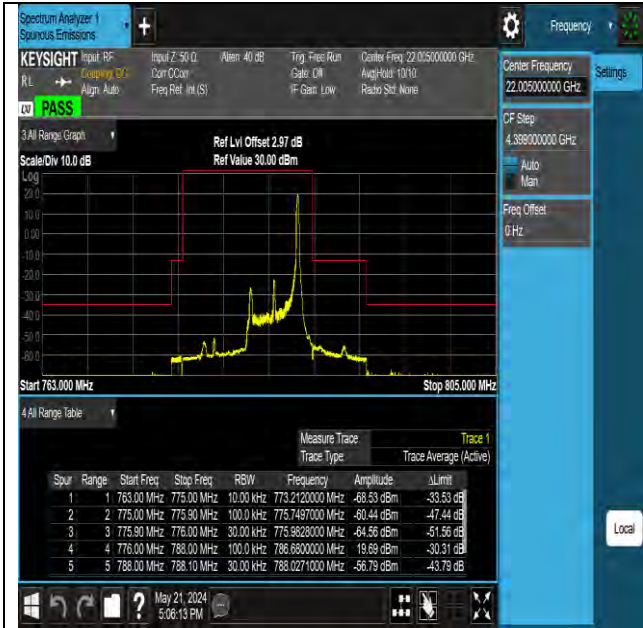 Spectrum Analyzer 1
Spurious Emissions
+
Frequency
KEYSIGHT Input: RF Input Z: 50 Ω Atten: 40 dB Trig: Free Run Center Freq: 22.005000000 GHz
RL Coupling: DC Corr CCorr Gate: Off Avg|Hold: 10/10
Align: Auto Freq Ref: Int (S) IF Gain: Low Radio Std: None
LXI PASS
3 All Range Graph
Ref Lvl Offset 2.97 dB
Scale/Div 10.0 dB Ref Value 30.00 dBm
Log
20.0
10.0
0.00
-10.0
-20.0
-30.0
-40.0
-50.0
-60.0
Start 763.000 MHz Stop 805.000 MHz
4 All Range Table
Measure Trace Trace 1
Trace Type Trace Average (Active)
Spur Range Start Freq Stop Freq RBW Frequency Amplitude ΔLimit
1 1 763.00 MHz 775.00 MHz 10.00 kHz 773.2120000 MHz -68.53 dBm -33.53 dB
2 2 775.00 MHz 775.90 MHz 100.0 kHz 775.7497000 MHz -60.44 dBm -47.44 dB
3 3 775.90 MHz 776.00 MHz 30.00 kHz 775.9828000 MHz -64.56 dBm -51.56 dB
4 4 776.00 MHz 788.00 MHz 100.0 kHz 786.6800000 MHz 19.69 dBm -30.31 dB
5 5 788.00 MHz 788.10 MHz 30.00 kHz 788.0271000 MHz -56.79 dBm -43.79 dB
Center Frequency
22.005000000 GHz
Settings
CF Step
4.399000000 GHz
Auto
Man
Freq Offset
0 Hz
Local
? May 21, 2024
5:06:13 PM